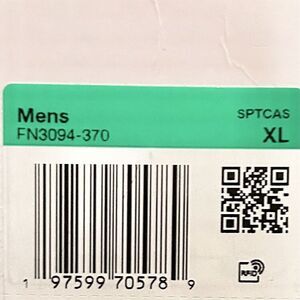 Mens SPTCAS
FN3094-370 XL
1 97599 70578 9
RFID